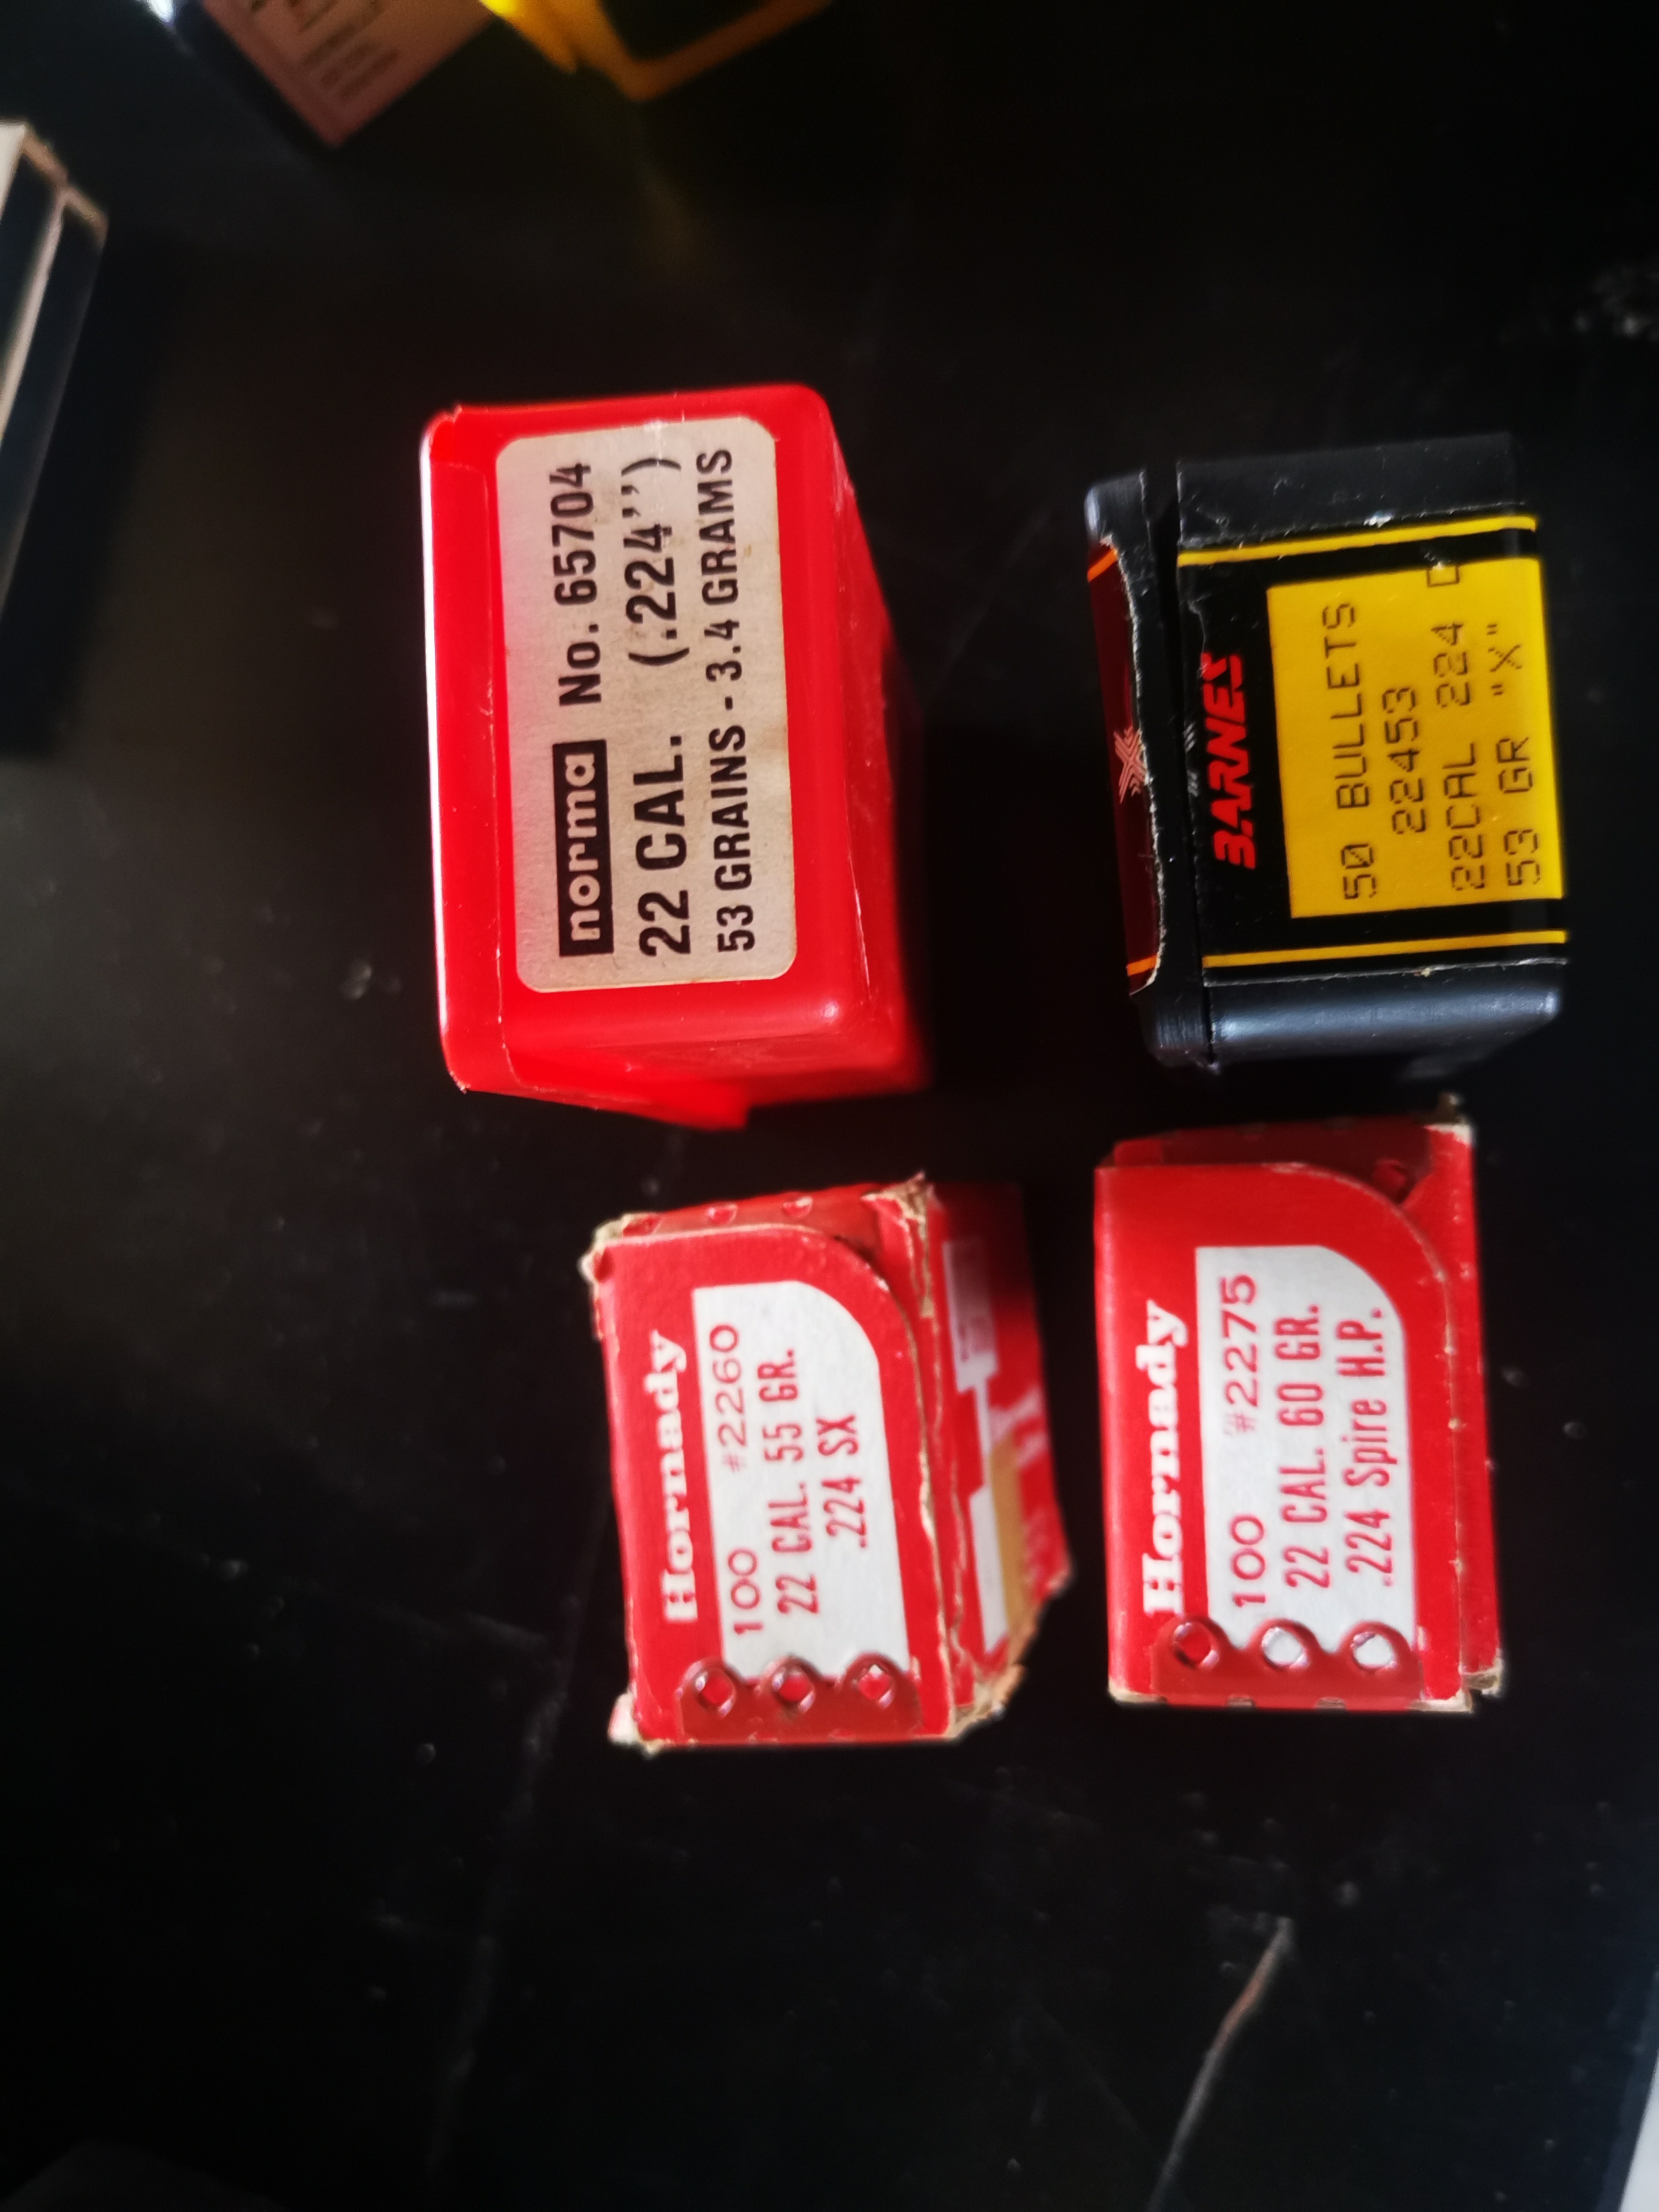 norma No. 65704
22 CAL. (.224'')
53 GRAINS - 3.4 GRAMS
BARNES
50 BULLETS
22453
22CAL 224
53 GR "X"
Hornady
100 #2260
22 CAL. 55 GR.
.224 SX
Hornady
100 #2275
22 CAL. 60 GR.
.224 Spire H.P.